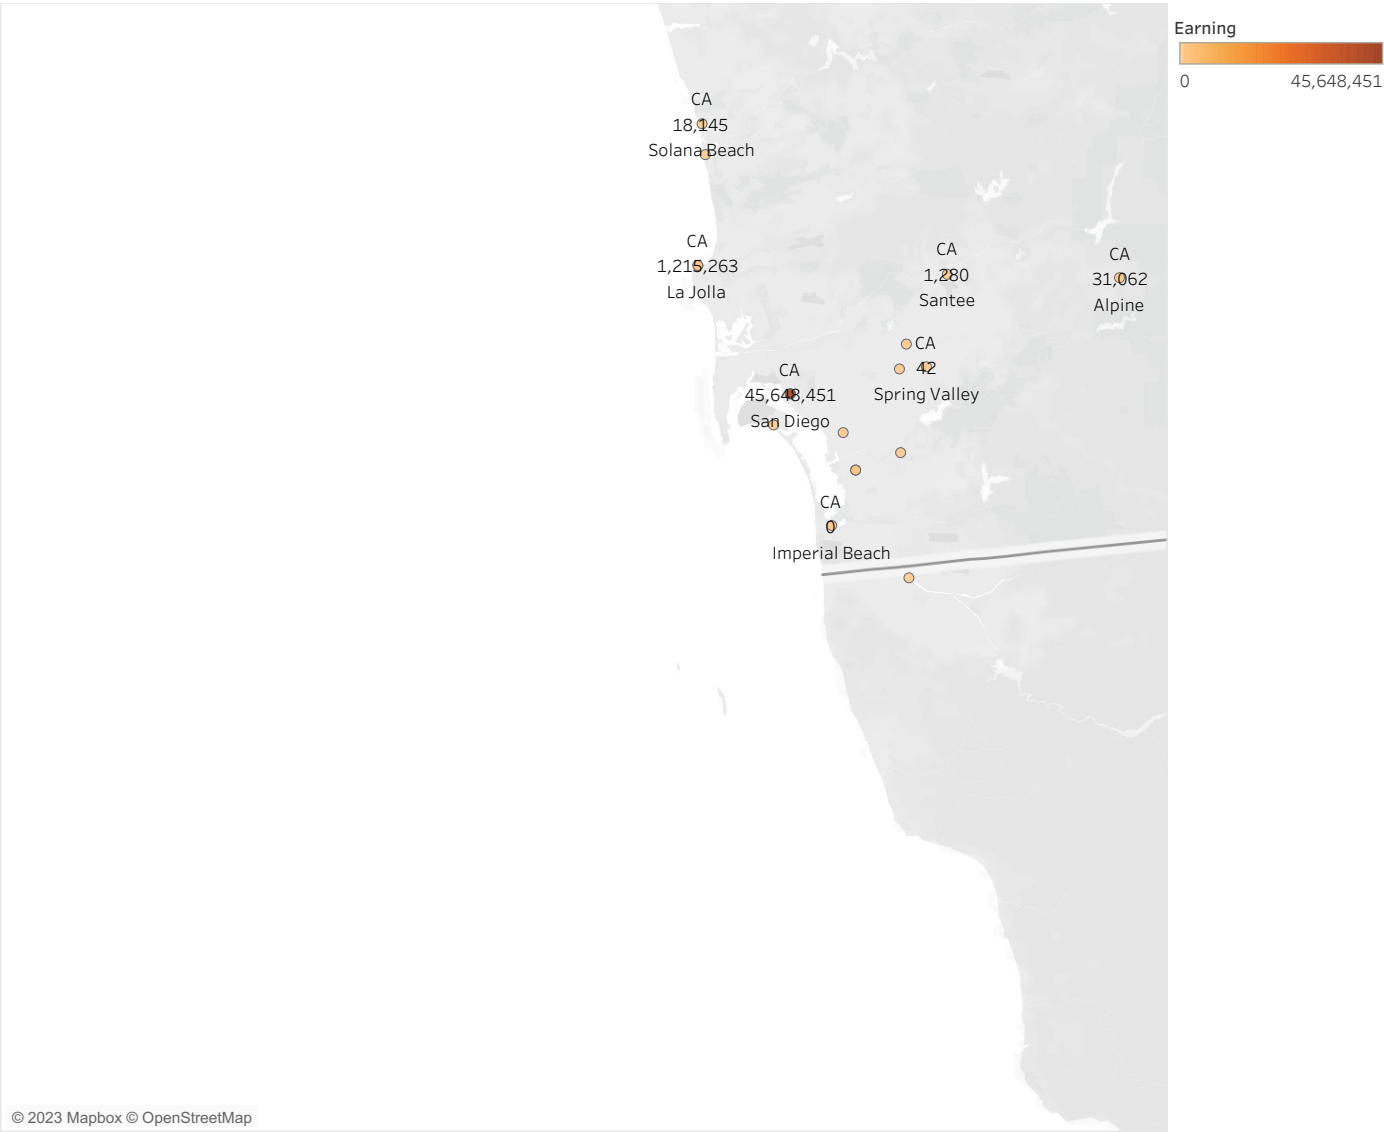 Earning
0
45,648,451
CA
18,145
Solana Beach
CA
1,215,263
La Jolla
CA
1,280
Santee
CA
31,062
Alpine
CA
42
Spring Valley
CA
45,648,451
San Diego
CA
0
Imperial Beach
© 2023 Mapbox © OpenStreetMap